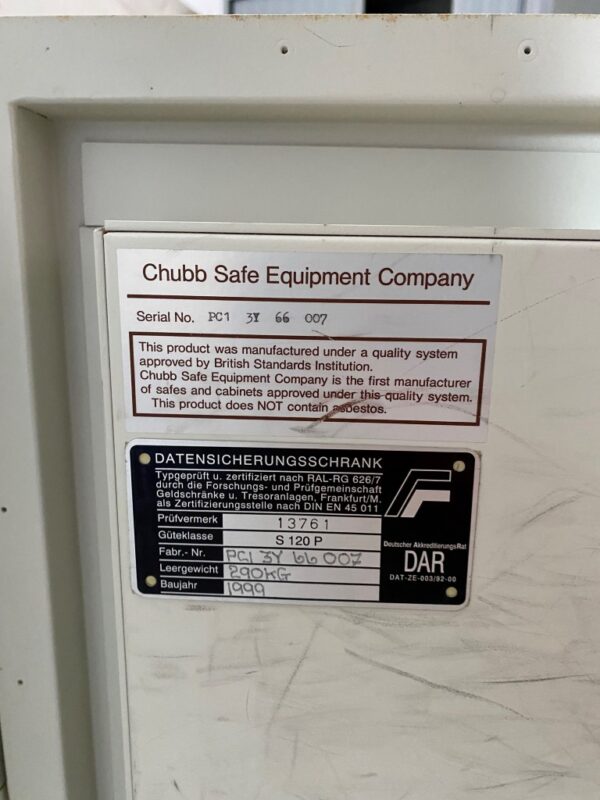 Chubb Safe Equipment Company
Serial No. PC1 3Y 66 007
This product was manufactured under a quality system
approved by British Standards Institution.
Chubb Safe Equipment Company is the first manufacturer
of safes and cabinets approved under this quality system.
This product does NOT contain asbestos.
DATENSICHERUNGSSCHRANK
Typgeprüft u. zertifiziert nach RAL-RG 626/7
durch die Forschungs- und Prüfgemeinschaft
Geldschränke u. Tresoranlagen, Frankfurt/M.
als Zertifizierungsstelle nach DIN EN 45 011
Prüfvermerk 13761
Güteklasse S 120 P
Fabr.- Nr. PC1 3Y 66 007
Leergewicht 290KG
Baujahr 1999
Deutscher AkkreditierungsRat
DAR
DAT-ZE-003/92-00